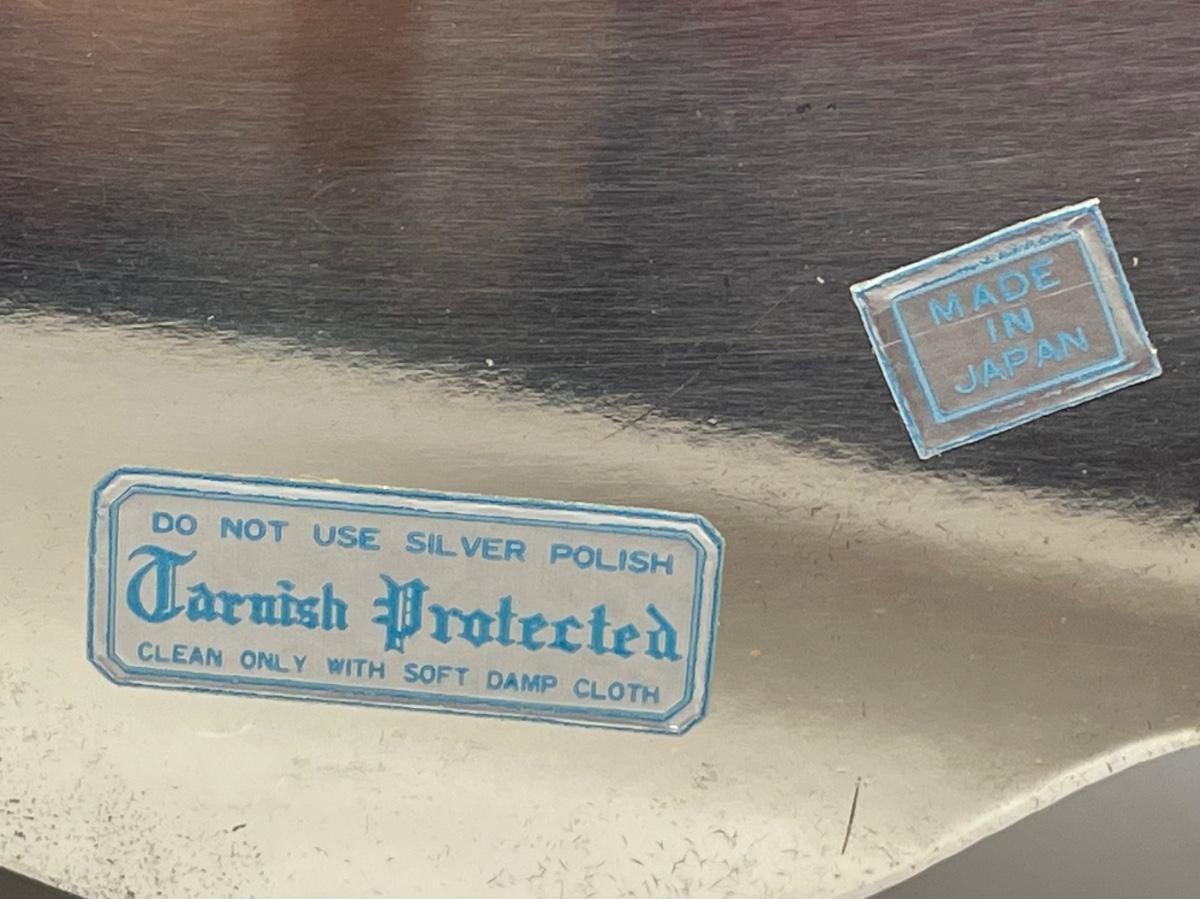 MADE
IN
JAPAN
DO NOT USE SILVER POLISH
Tarnish Protected
CLEAN ONLY WITH SOFT DAMP CLOTH